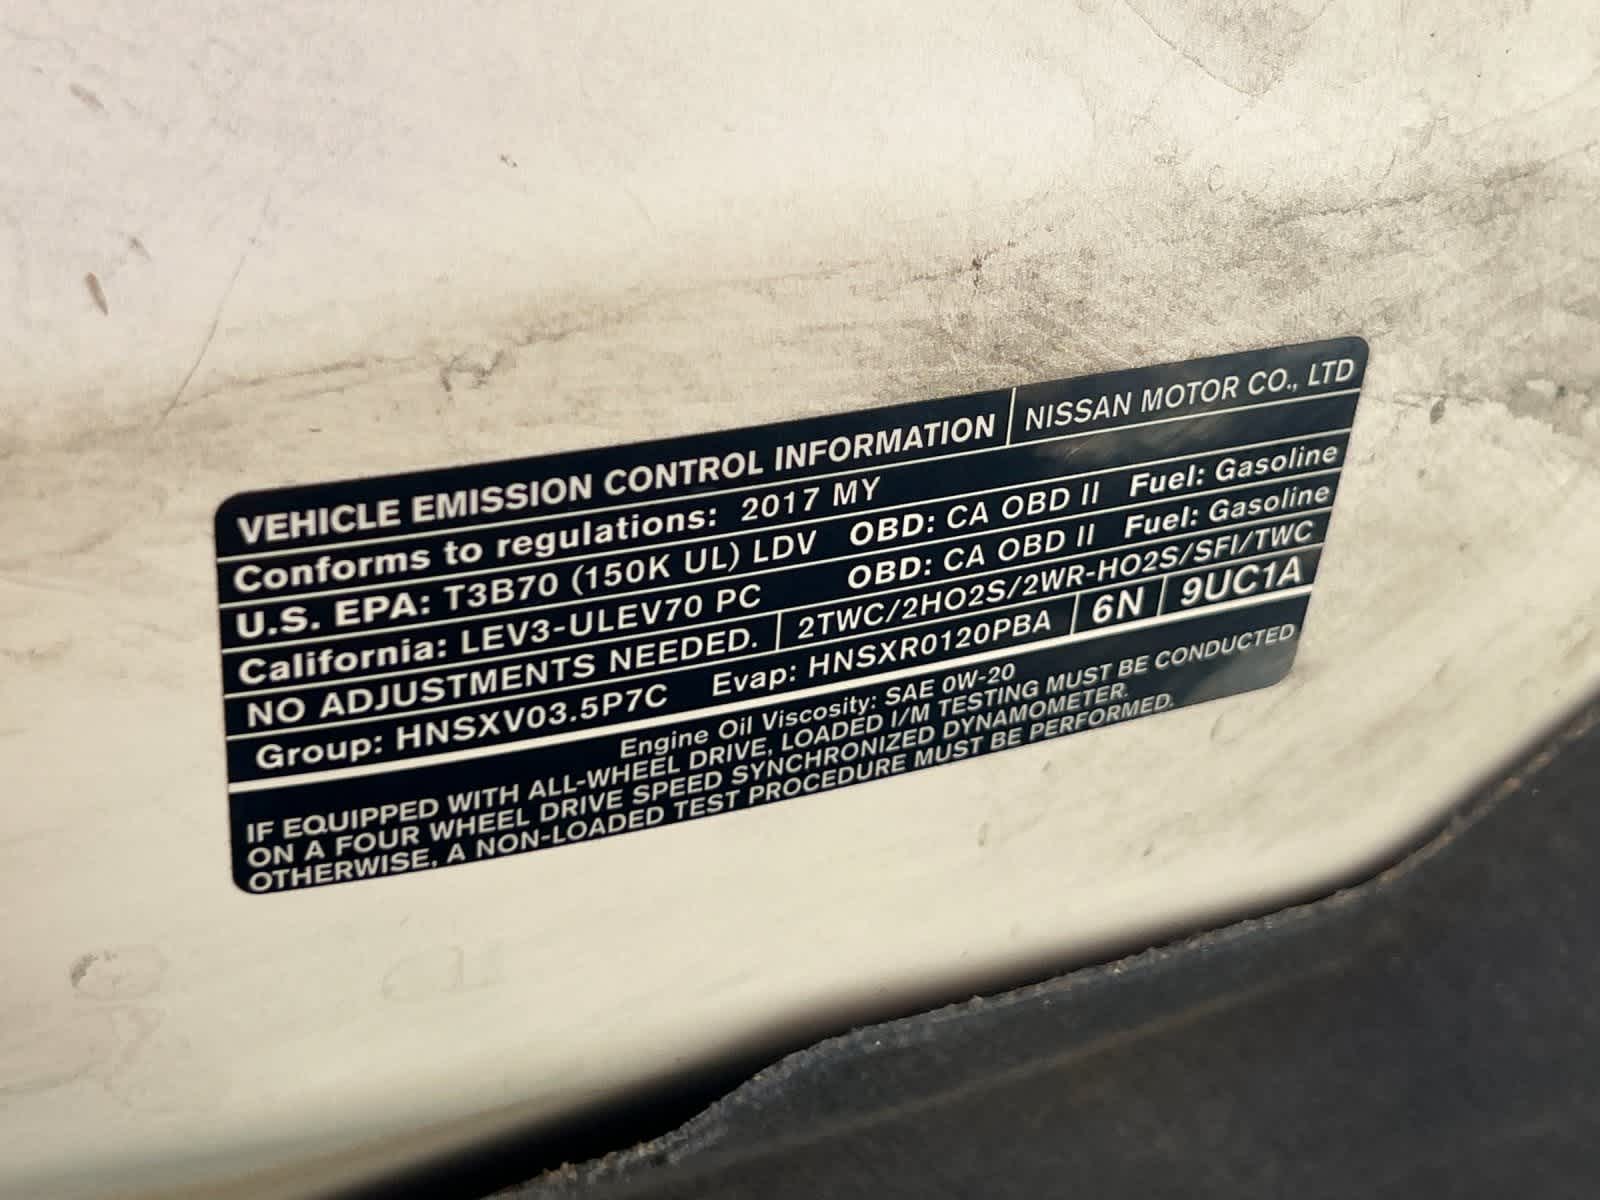 VEHICLE EMISSION CONTROL INFORMATION NISSAN MOTOR CO., LTD
Conforms to regulations: 2017 MY
U.S. EPA: T3B70 (150K UL) LDV OBD: CA OBD II Fuel: Gasoline
California: LEV3-ULEV70 PC OBD: CA OBD II Fuel: Gasoline
NO ADJUSTMENTS NEEDED. 2TWC/2HO2S/2WR-HO2S/SFI/TWC
Group: HNSXV03.5P7C Evap: HNSXR0120PBA 6N 9UC1A
Engine Oil Viscosity: SAE 0W-20
IF EQUIPPED WITH ALL-WHEEL DRIVE, LOADED I/M TESTING MUST BE CONDUCTED
ON A FOUR WHEEL DRIVE SPEED SYNCHRONIZED DYNAMOMETER.
OTHERWISE, A NON-LOADED TEST PROCEDURE MUST BE PERFORMED.